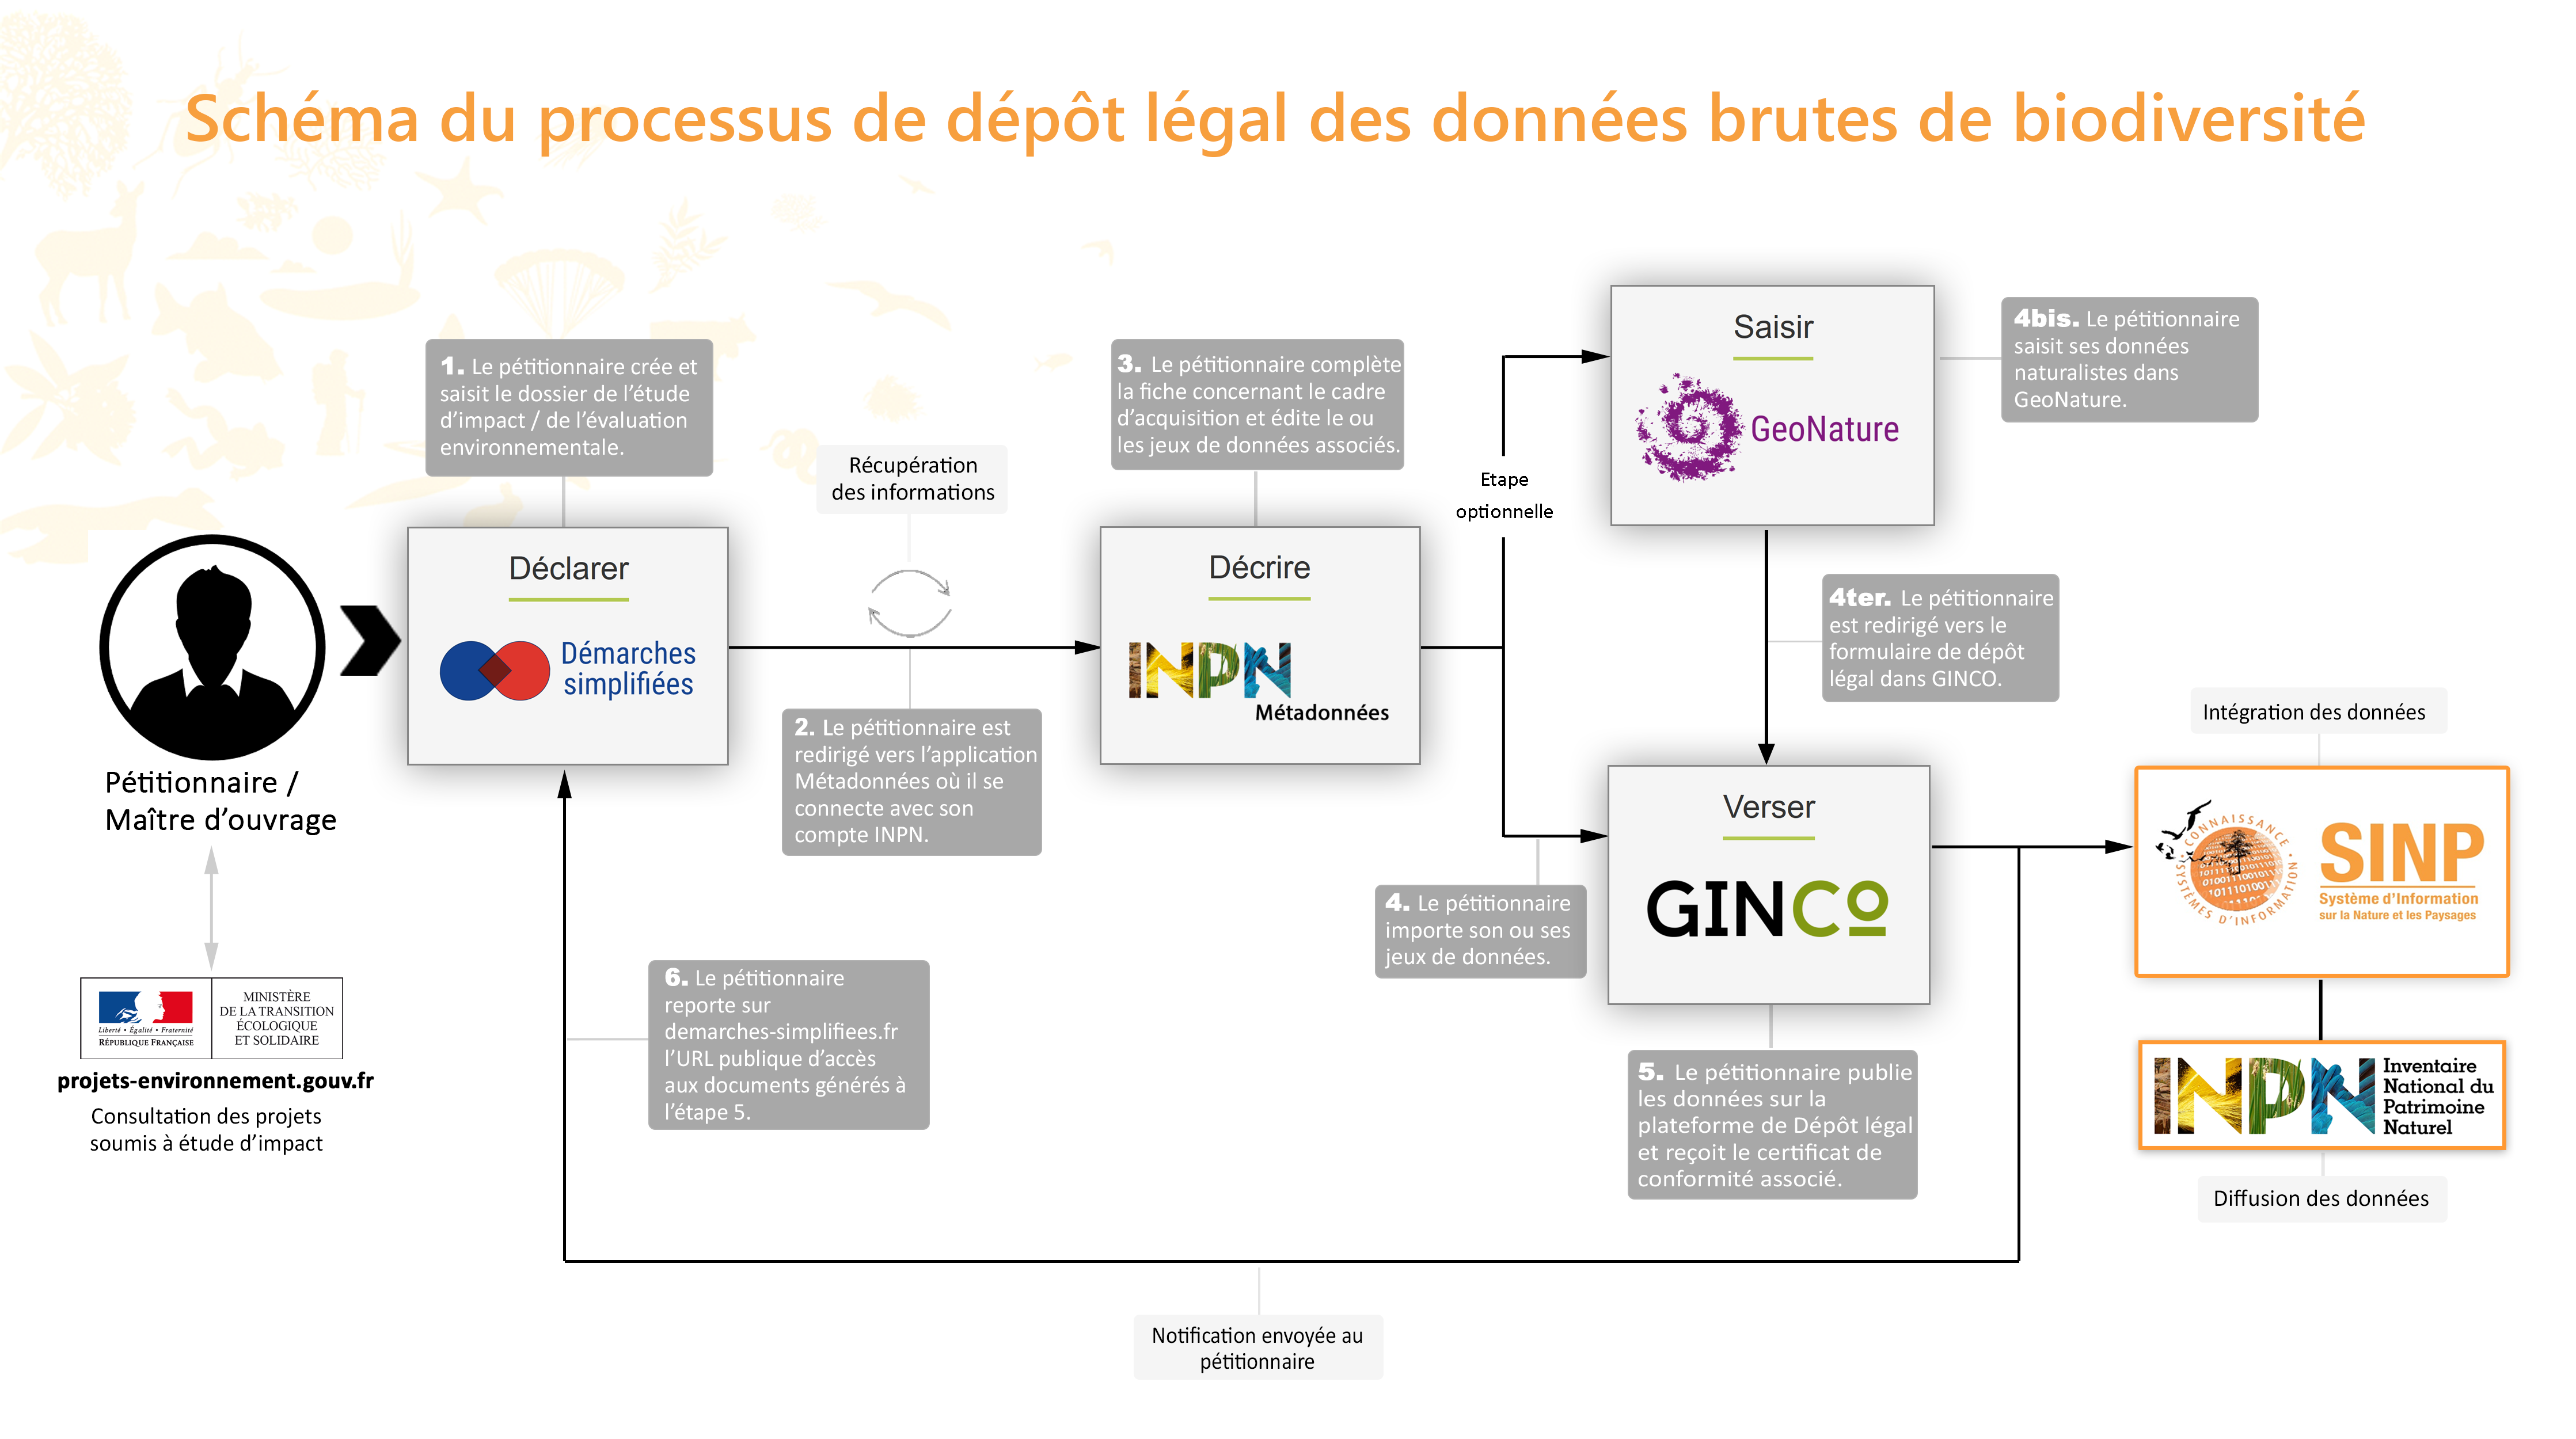 Schéma du processus de dépôt légal des données brutes de biodiversité
Pétitionnaire /
Maître d'ouvrage
Liberté • Égalité • Fraternité
RÉPUBLIQUE FRANÇAISE
MINISTÈRE
DE LA TRANSITION
ÉCOLOGIQUE
ET SOLIDAIRE
projets-environnement.gouv.fr
Consultation des projets
soumis à étude d'impact
1. Le pétitionnaire crée et
saisit le dossier de l'étude
d'impact / de l'évaluation
environnementale.
Déclarer
Démarches
simplifiées
Récupération
des informations
2. Le pétitionnaire est
redirigé vers l'application
Métadonnées où il se
connecte avec son
compte INPN.
3. Le pétitionnaire complète
la fiche concernant le cadre
d'acquisition et édite le ou
les jeux de données associés.
Décrire
INPN
Métadonnées
Etape
optionnelle
Saisir
GeoNature
4bis. Le pétitionnaire
saisit ses données
naturalistes dans
GeoNature.
4ter. Le pétitionnaire
est redirigé vers le
formulaire de dépôt
légal dans GINCO.
4. Le pétitionnaire
importe son ou ses
jeux de données.
Verser
GINCO
5. Le pétitionnaire publie
les données sur la
plateforme de Dépôt légal
et reçoit le certificat de
conformité associé.
6. Le pétitionnaire
reporte sur
demarches-simplifiees.fr
l'URL publique d'accès
aux documents générés à
l'étape 5.
Notification envoyée au
pétitionnaire
Intégration des données
CONNAISSANCE •
SYSTÈMES D'INFORMATION
SINP
Système d'Information
sur la Nature et les Paysages
INPN
Inventaire
National du
Patrimoine
Naturel
Diffusion des données